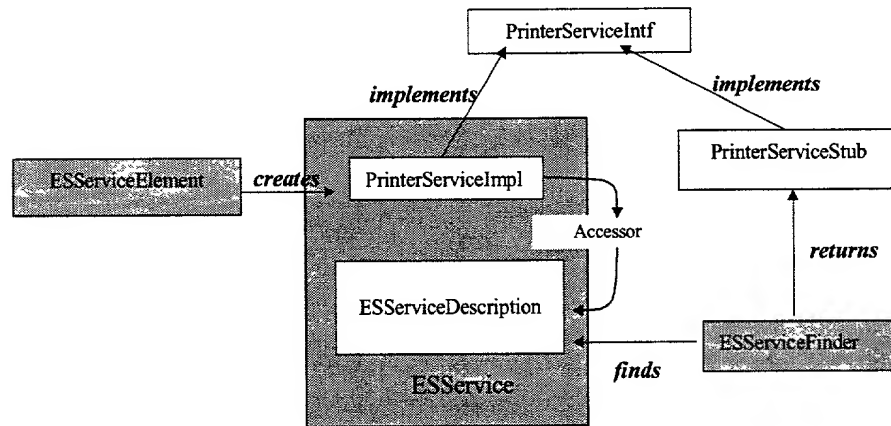 PrinterServiceIntf
implements
implements
PrinterServiceStub
ESServiceElement
creates
PrinterServiceImpl
Accessor
returns
ESServiceDescription
ESServiceFinder
finds
ESService